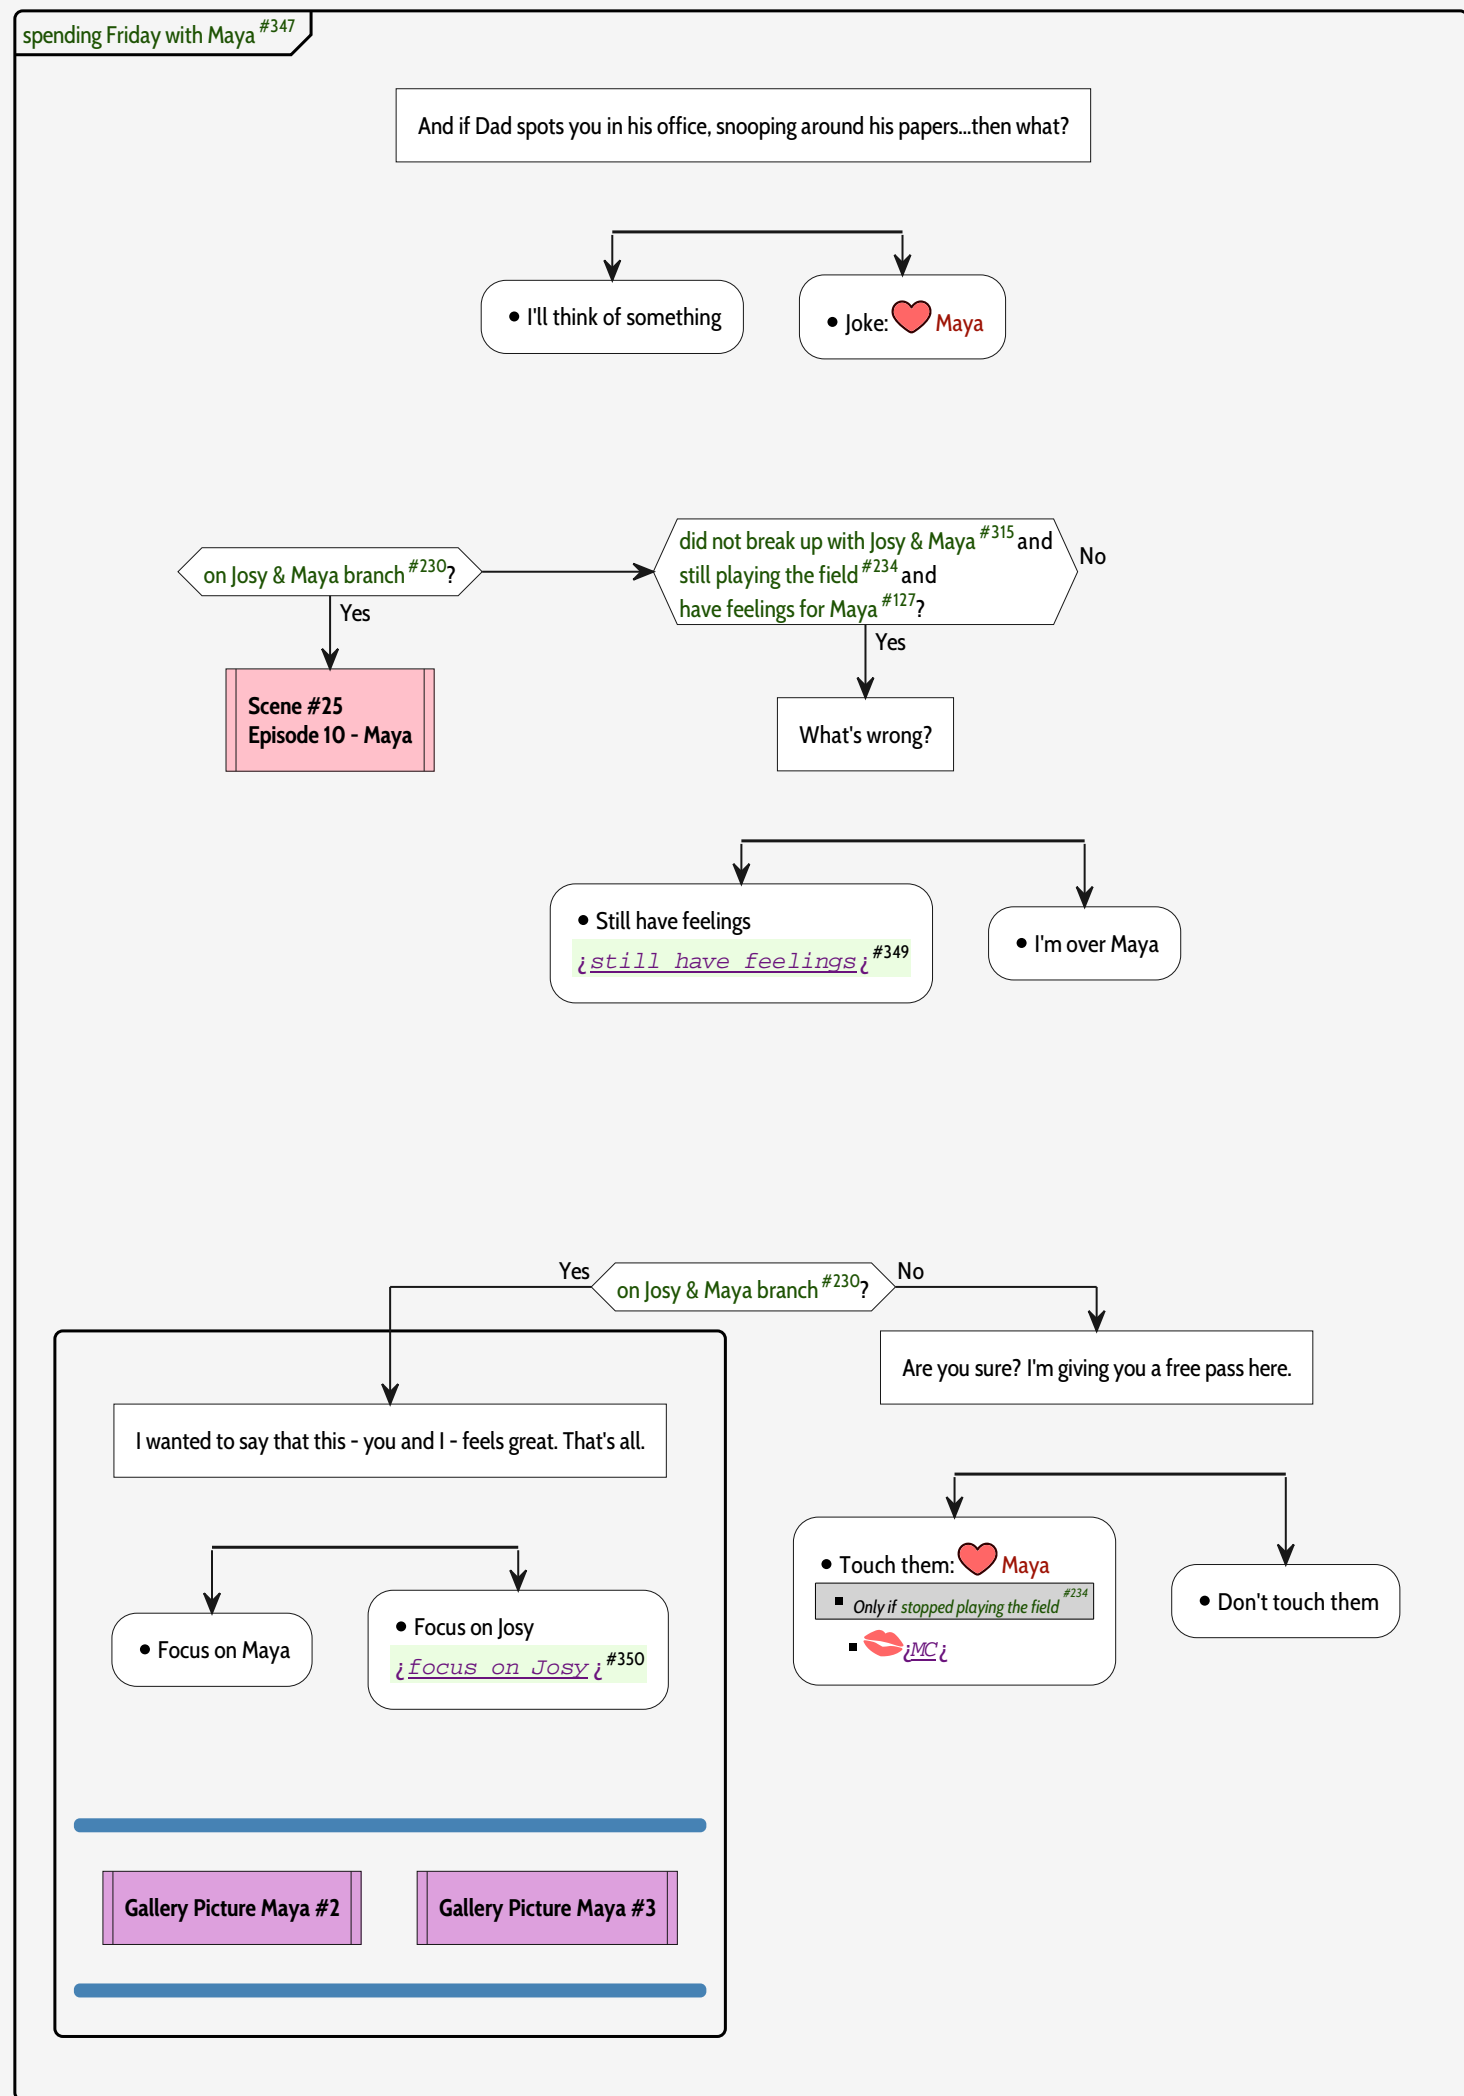 spending Friday with Maya #347
And if Dad spots you in his office, snooping around his papers...then what?
• I'll think of something
• Joke: Maya
on Josy & Maya branch #230?
Yes
did not break up with Josy & Maya #315 and
still playing the field #234 and
have feelings for Maya #127?
No
Yes
Scene #25
Episode 10 - Maya
What's wrong?
• Still have feelings
¿still have feelings¿ #349
• I'm over Maya
Yes
on Josy & Maya branch #230?
No
I wanted to say that this - you and I - feels great. That's all.
• Focus on Maya
• Focus on Josy
¿focus on Josy¿ #350
Gallery Picture Maya #2
Gallery Picture Maya #3
Are you sure? I'm giving you a free pass here.
• Touch them: Maya
▪ Only if stopped playing the field #234
▪ ¿MC¿
• Don't touch them